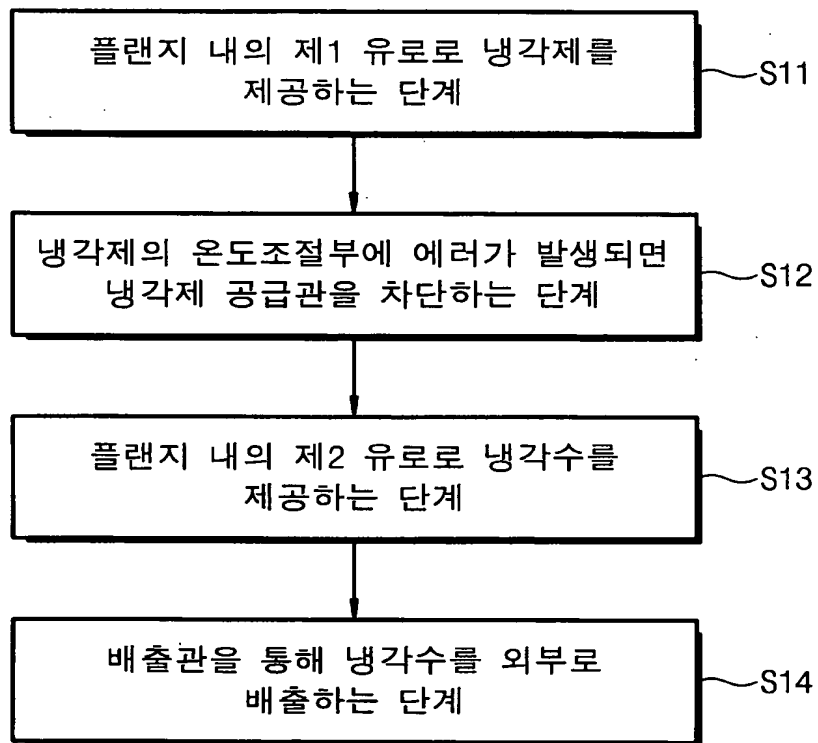 플랜지 내의 제1 유로로 냉각제를
제공하는 단계
S11
냉각제의 온도조절부에 에러가 발생되면
냉각제 공급관을 차단하는 단계
S12
플랜지 내의 제2 유로로 냉각수를
제공하는 단계
S13
배출관을 통해 냉각수를 외부로
배출하는 단계
S14